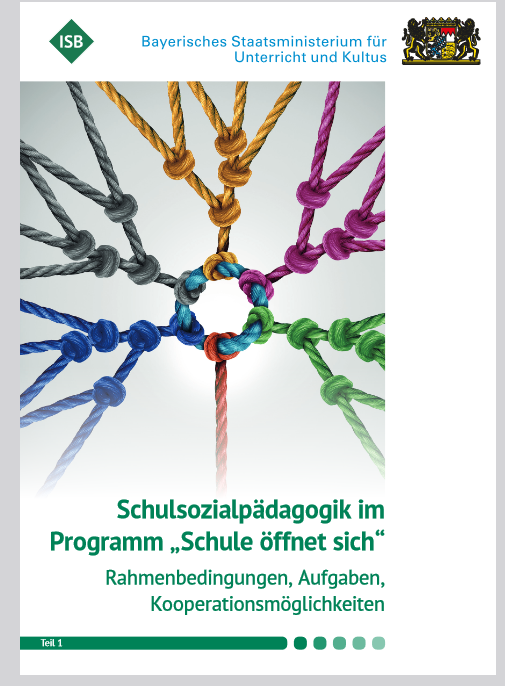 ISB
Bayerisches Staatsministerium für
Unterricht und Kultus
Schulsozialpädagogik im
Programm „Schule öffnet sich“
Rahmenbedingungen, Aufgaben,
Kooperationsmöglichkeiten
Teil 1